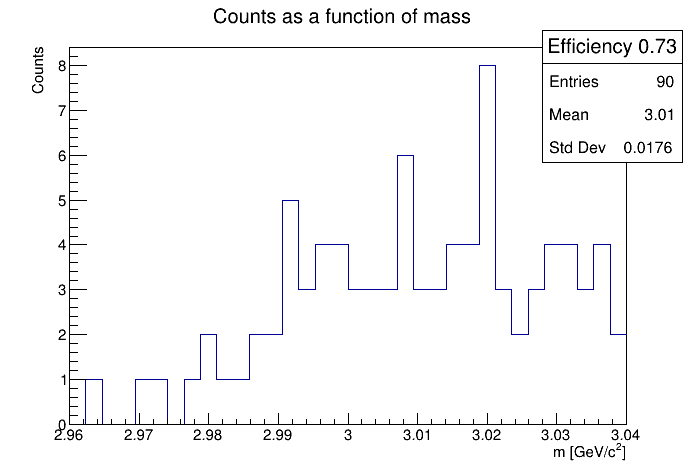 Counts as a function of mass
Counts
Efficiency 0.73
Entries 90
Mean 3.01
Std Dev 0.0176
8
7
6
5
4
3
2
1
0
2.96 2.97 2.98 2.99 3 3.01 3.02 3.03 3.04
m [GeV/c²]